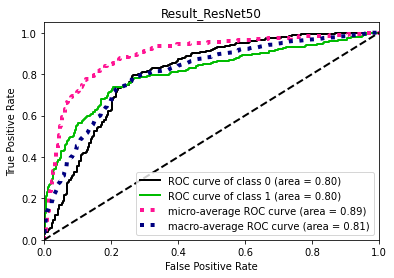 Result_ResNet50
True Positive Rate
1.0
0.8
0.6
0.4
0.2
0.0
ROC curve of class 0 (area = 0.80)
ROC curve of class 1 (area = 0.80)
micro-average ROC curve (area = 0.89)
macro-average ROC curve (area = 0.81)
0.0 0.2 0.4 0.6 0.8 1.0
False Positive Rate